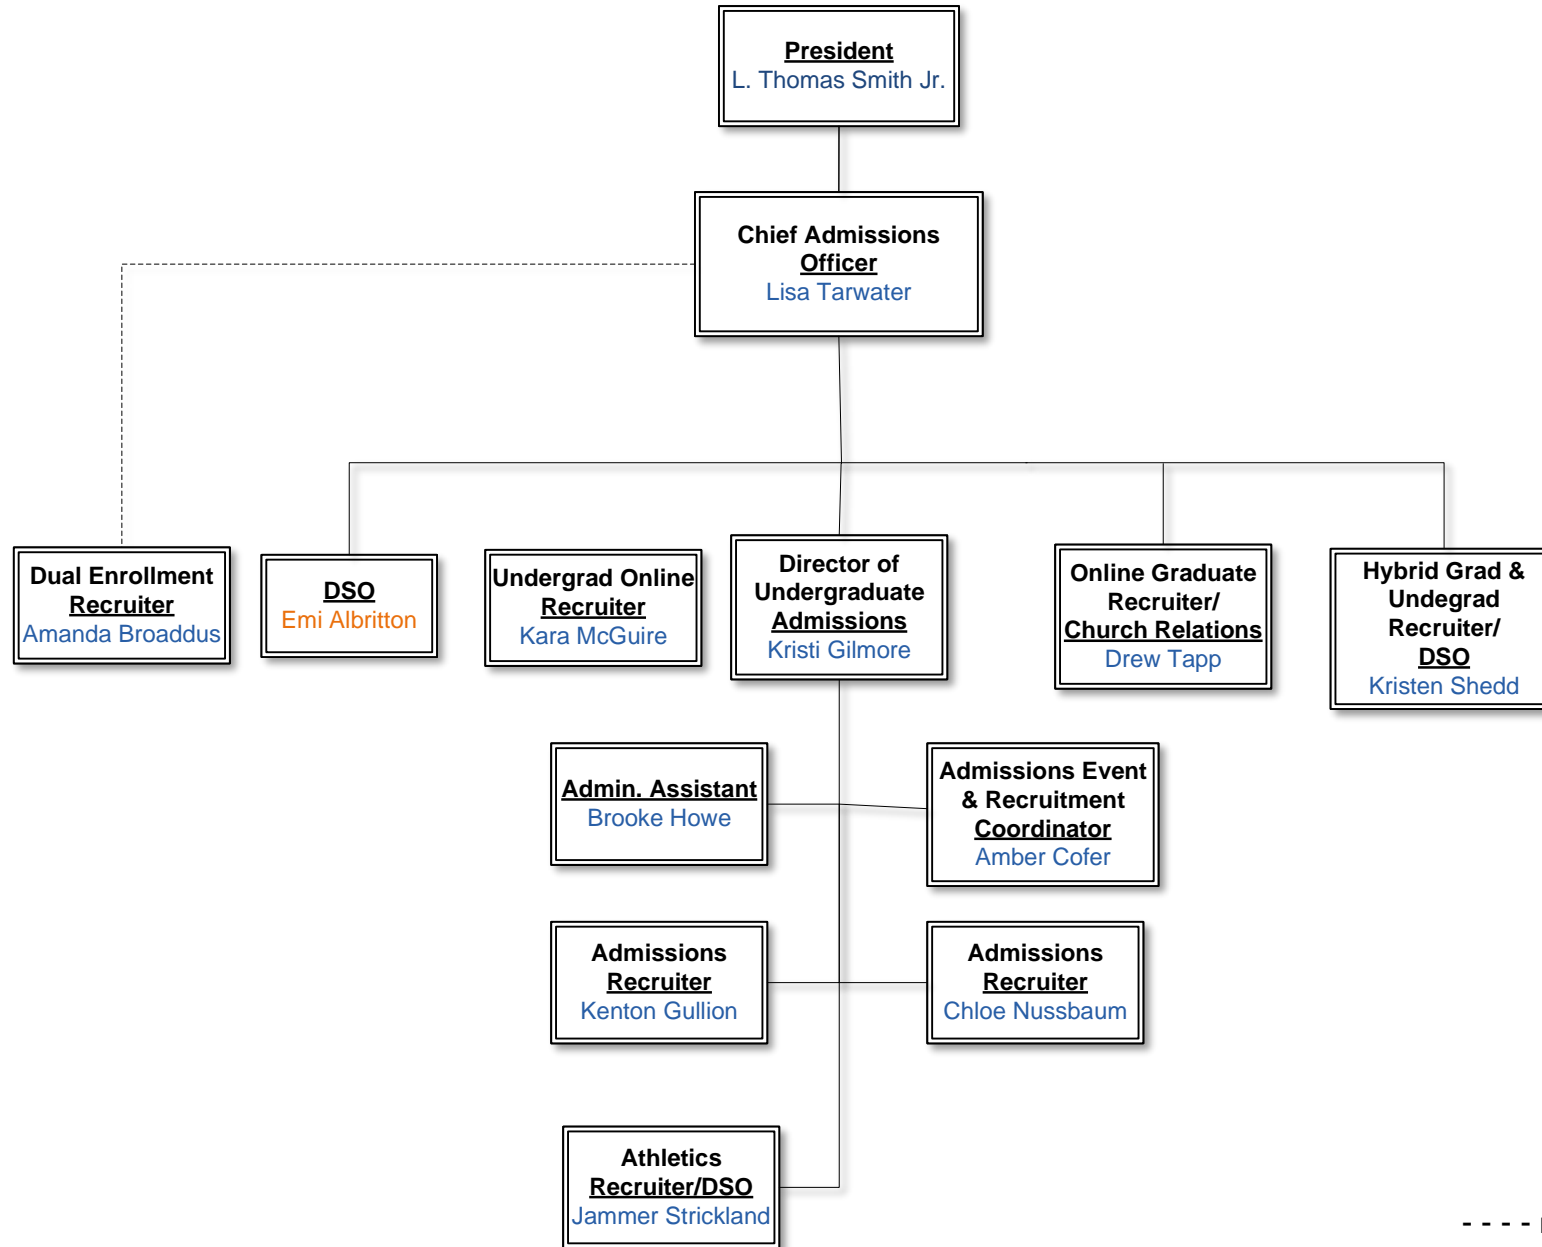 President
L. Thomas Smith Jr.
Chief Admissions
Officer
Lisa Tarwater
Dual Enrollment
Recruiter
Amanda Broaddus
DSO
Emi Albritton
Undergrad Online
Recruiter
Kara McGuire
Director of
Undergraduate
Admissions
Kristi Gilmore
Online Graduate
Recruiter/
Church Relations
Drew Tapp
Hybrid Grad &
Undegrad
Recruiter/
DSO
Kristen Shedd
Admin. Assistant
Brooke Howe
Admissions Event
& Recruitment
Coordinator
Amber Cofer
Admissions
Recruiter
Kenton Gullion
Admissions
Recruiter
Chloe Nussbaum
Athletics
Recruiter/DSO
Jammer Strickland